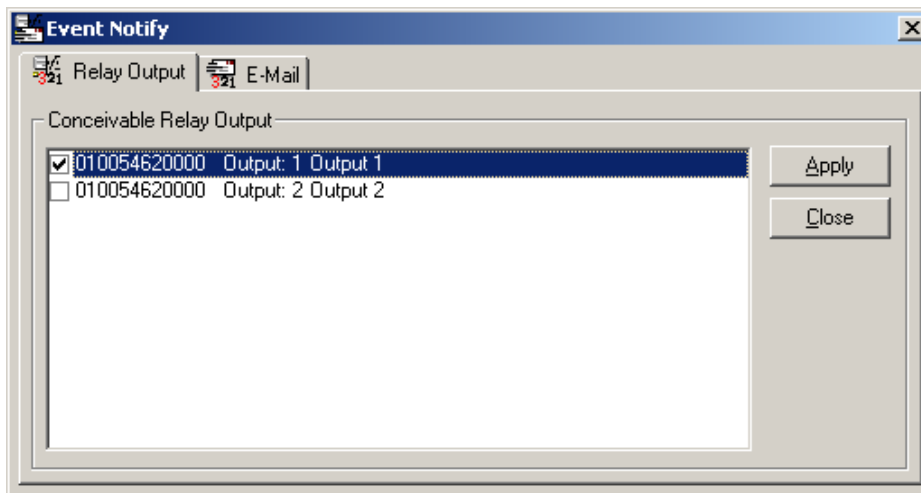 Event Notify
Relay Output
E-Mail
Conceivable Relay Output
010054620000 Output: 1 Output 1
010054620000 Output: 2 Output 2
Apply
Close